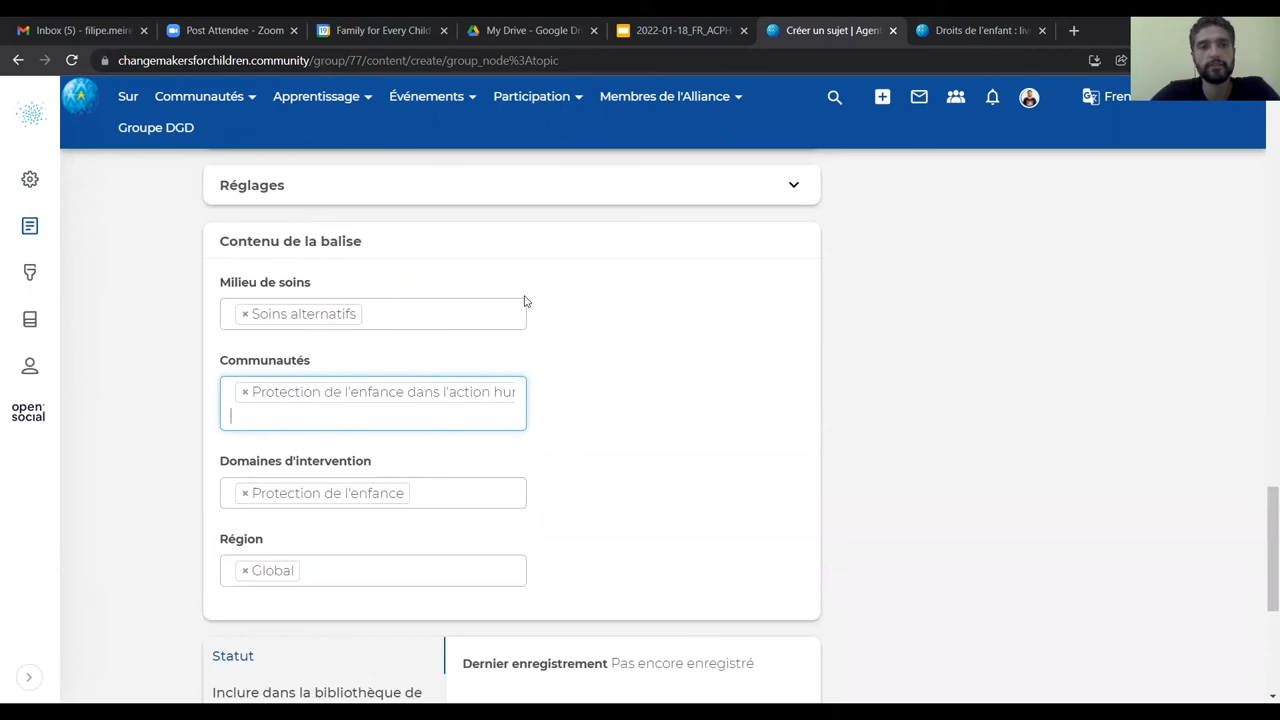 Inbox (5) - filipe.meire
Post Attendee - Zoom
Family for Every Child
My Drive - Google Dr
2022-01-18_FR_ACPH
Créer un sujet | Agent
Droits de l'enfant : liv
changemakersforchildren.community/group/77/content/create/group_node%3Atopic
Sur
Communautés
Apprentissage
Événements
Participation
Membres de l'Alliance
Fren
Groupe DGD
Réglages
Contenu de la balise
Milieu de soins
× Soins alternatifs
Communautés
× Protection de l'enfance dans l'action hur
Domaines d'intervention
× Protection de l'enfance
Région
× Global
open
social
Statut
Dernier enregistrement Pas encore enregistré
Inclure dans la bibliothèque de